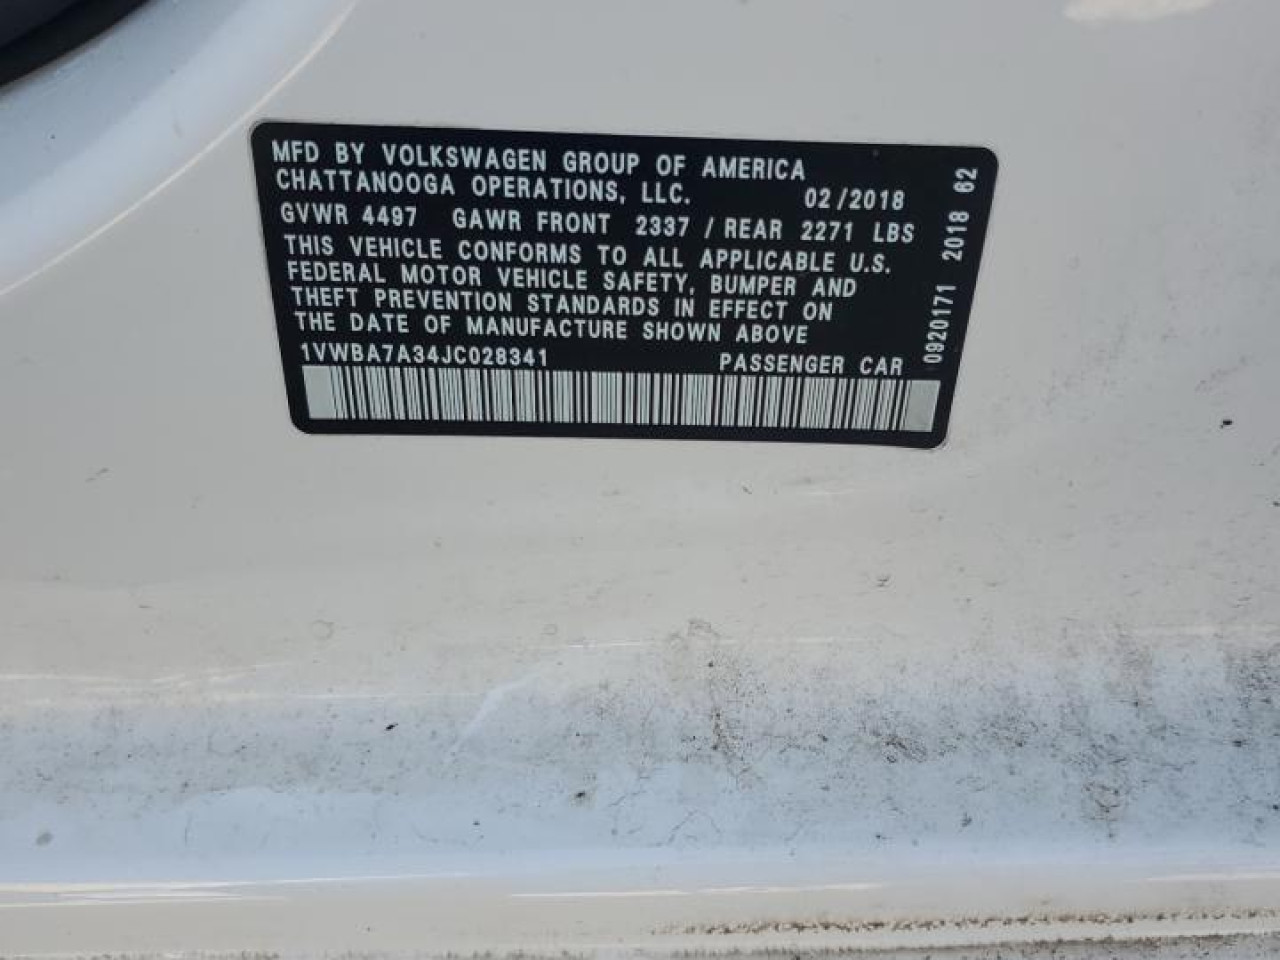 MFD BY VOLKSWAGEN GROUP OF AMERICA
CHATTANOOGA OPERATIONS, LLC. 02/2018
GVWR 4497 GAWR FRONT 2337 / REAR 2271 LBS
THIS VEHICLE CONFORMS TO ALL APPLICABLE U.S.
FEDERAL MOTOR VEHICLE SAFETY, BUMPER AND
THEFT PREVENTION STANDARDS IN EFFECT ON
THE DATE OF MANUFACTURE SHOWN ABOVE
1VWBA7A34JC028341 PASSENGER CAR
0920171 2018 62